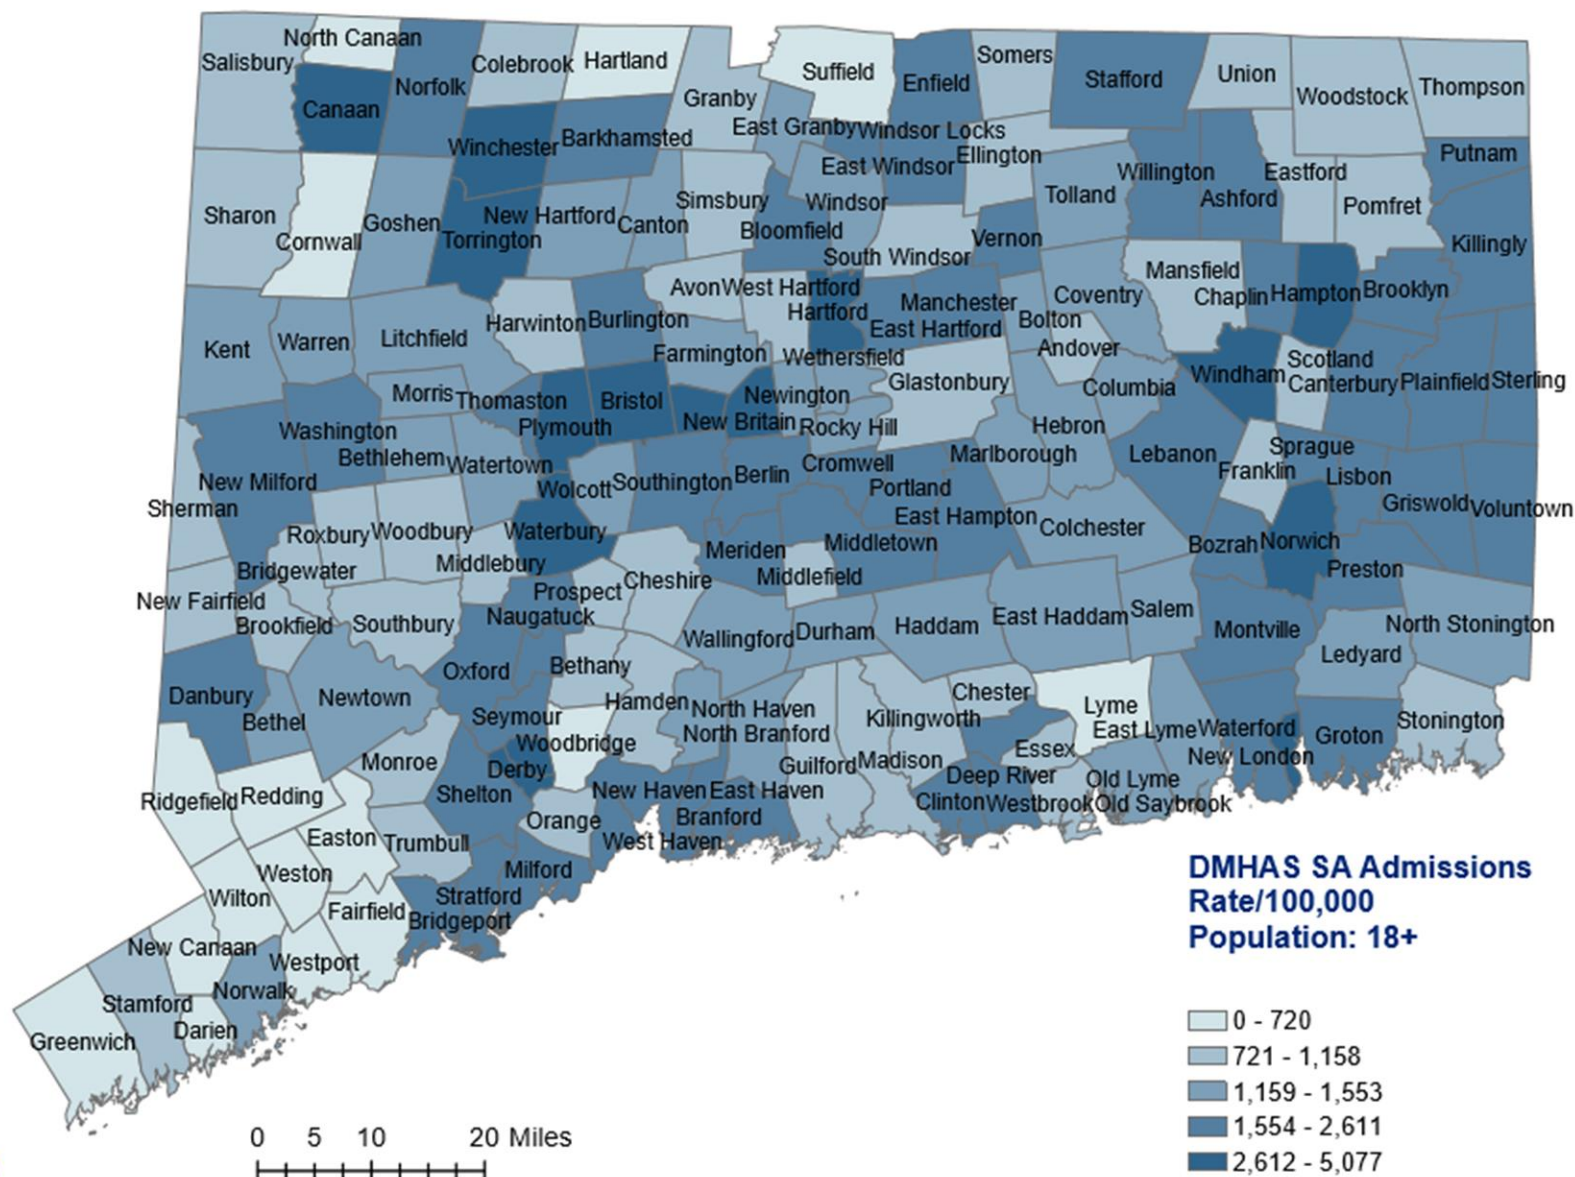 North Canaan
Salisbury
Colebrook
Hartland
Somers
Suffield
Union
Enfield
Stafford
Norfolk
Thompson
Woodstock
Granby
Canaan
East Granby
Windsor Locks
Winchester
Barkhamsted
Ellington
East Windsor
Putnam
Willington
Eastford
Tolland
Ashford
Simsbury
Windsor
Pomfret
Sharon
New Hartford
Goshen
Canton
Bloomfield
Torrington
Cornwall
Vernon
Killingly
South Windsor
Mansfield
Avon
West Hartford
Coventry
Chaplin
Hampton
Brooklyn
Manchester
Hartford
Harwinton
Burlington
Bolton
East Hartford
Litchfield
Warren
Kent
Andover
Farmington
Wethersfield
Scotland
Windham
Glastonbury
Canterbury
Plainfield
Sterling
Columbia
Morris
Thomaston
Bristol
Newington
New Britain
Plymouth
Rocky Hill
Hebron
Washington
Sprague
Bethlehem
Watertown
Cromwell
Marlborough
Lebanon
Franklin
Lisbon
New Milford
Wolcott
Southington
Berlin
Portland
Sherman
Griswold
Voluntown
East Hampton
Colchester
Roxbury
Woodbury
Waterbury
Meriden
Middletown
Bozrah
Norwich
Middlebury
Bridgewater
Middlefield
Preston
Cheshire
Prospect
New Fairfield
Naugatuck
Brookfield
Southbury
Wallingford
Durham
Haddam
East Haddam
Salem
Montville
North Stonington
Ledyard
Bethany
Oxford
Danbury
Newtown
Hamden
Chester
Bethel
North Haven
Killingworth
Lyme
Seymour
North Branford
East Lyme
Waterford
Stonington
Woodbridge
Essex
Groton
New London
Monroe
Derby
Guilford
Madison
Deep River
Old Lyme
Shelton
New Haven
East Haven
Ridgefield
Redding
Clinton
Westbrook
Old Saybrook
Orange
Branford
Easton
Trumbull
West Haven
Weston
Milford
Wilton
Stratford
Fairfield
Bridgeport
New Canaan
Westport
Norwalk
Stamford
Darien
Greenwich
DMHAS SA Admissions
Rate/100,000
Population: 18+
0 - 720
721 - 1,158
1,159 - 1,553
1,554 - 2,611
2,612 - 5,077
0 5 10 20 Miles